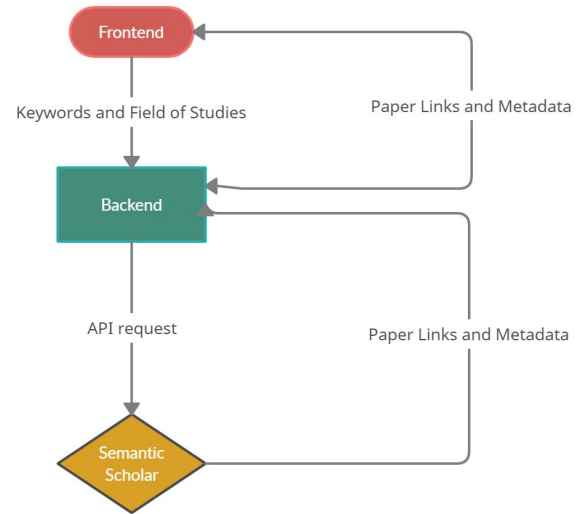 Frontend
Paper Links and Metadata
Keywords and Field of Studies
Backend
API request
Paper Links and Metadata
Semantic
Scholar